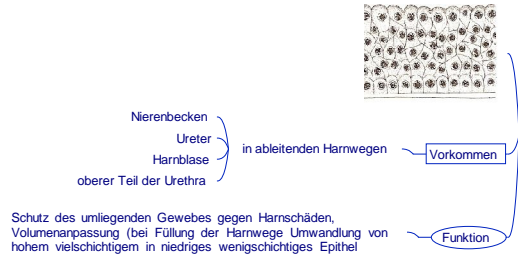 Nierenbecken
Ureter
Harnblase
oberer Teil der Urethra
in ableitenden Harnwegen
Vorkommen
Schutz des umliegenden Gewebes gegen Harnschäden,
Volumenanpassung (bei Füllung der Harnwege Umwandlung von
hohem vielschichtigem in niedriges wenigschichtiges Epithel
Funktion